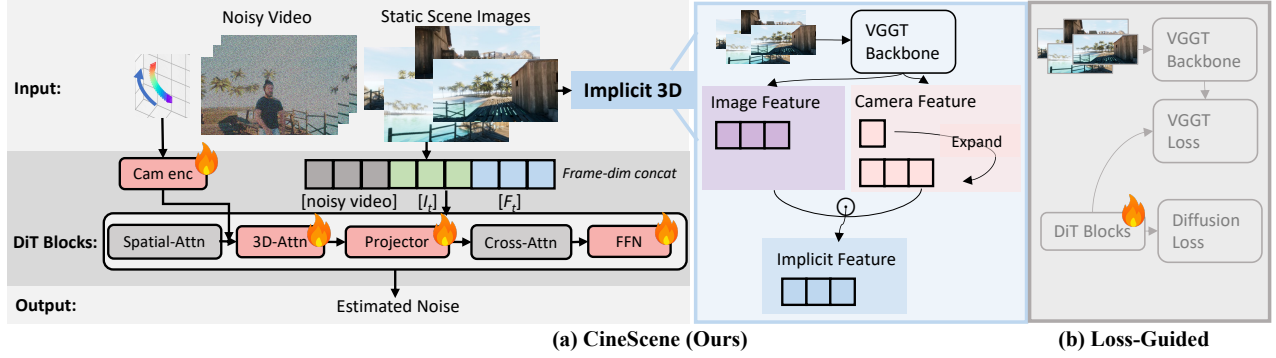 Noisy Video
Static Scene Images
Input:
Implicit 3D
VGGT
Backbone
Image Feature
Camera Feature
Expand
Implicit Feature
Cam enc
Frame-dim concat
[noisy video]
[I_t]
[F_t]
DiT Blocks:
Spatial-Attn
3D-Attn
Projector
Cross-Attn
FFN
Output:
Estimated Noise
(a) CineScene (Ours)
VGGT
Backbone
VGGT
Loss
DiT Blocks
Diffusion
Loss
(b) Loss-Guided